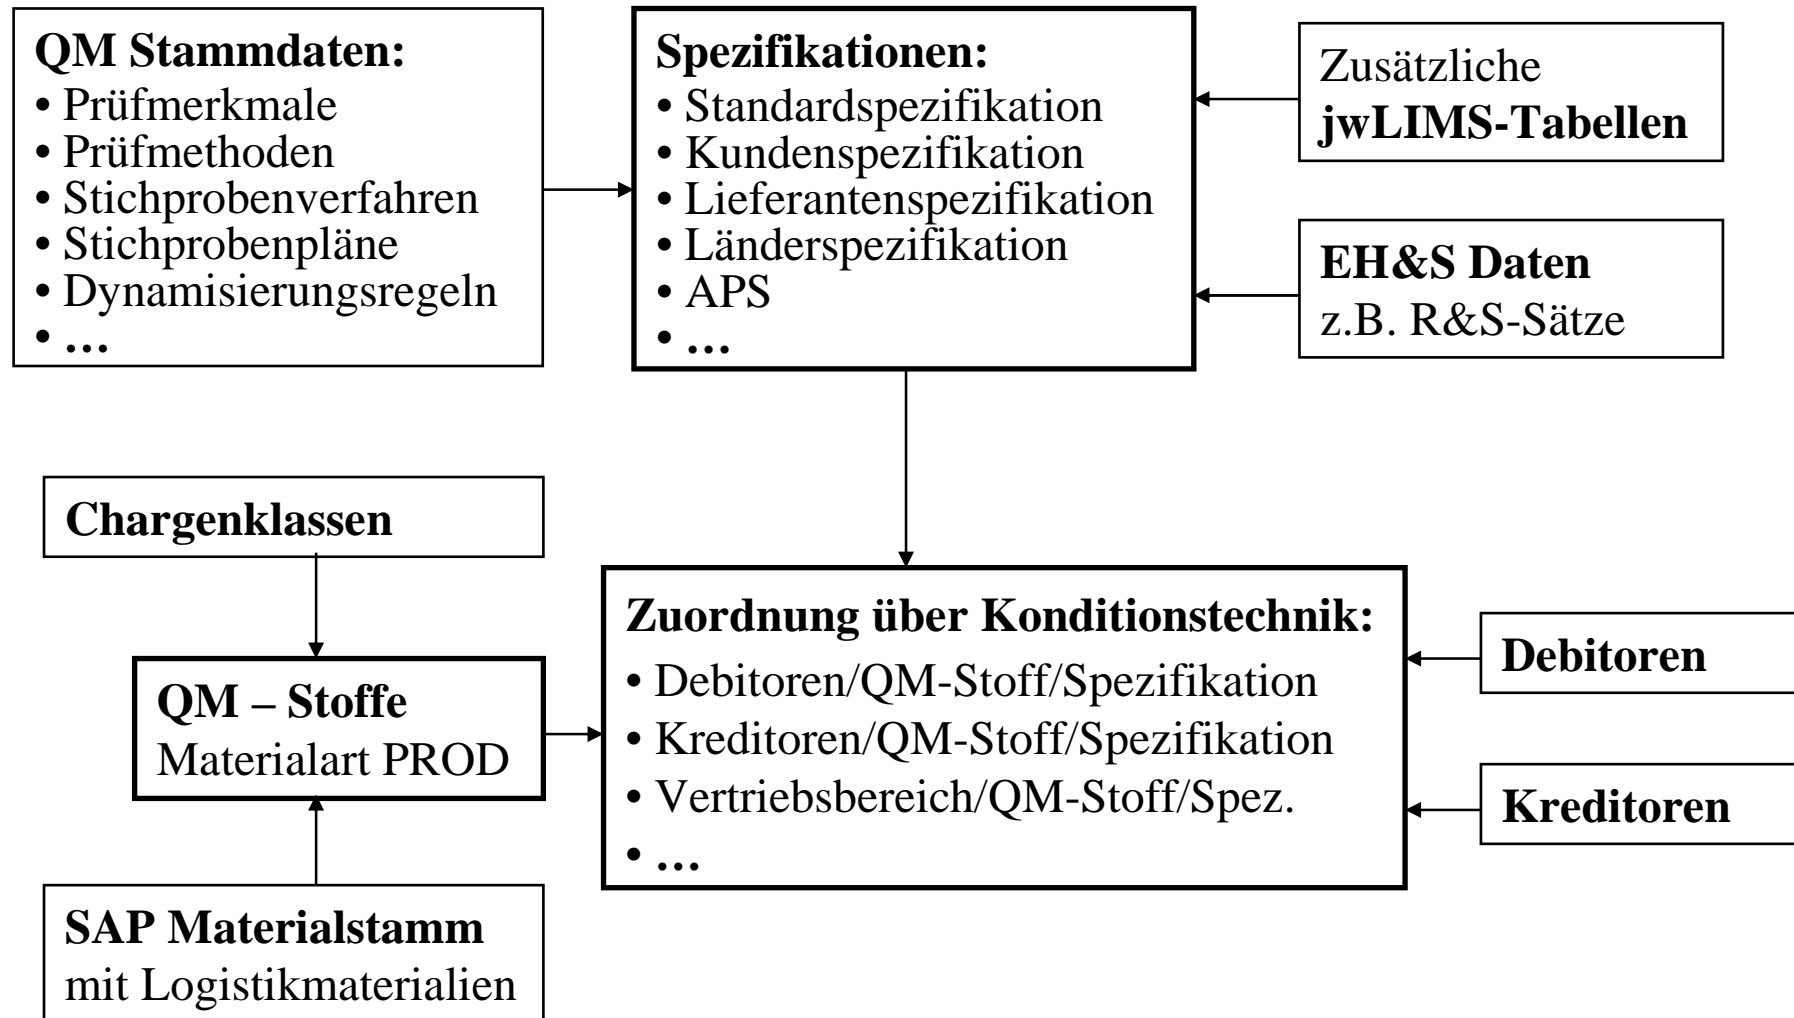 QM Stammdaten:
• Prüfmerkmale
• Prüfmethoden
• Stichprobenverfahren
• Stichprobenpläne
• Dynamisierungsregeln
• ...
Spezifikationen:
• Standardspezifikation
• Kundenspezifikation
• Lieferantenspezifikation
• Länderspezifikation
• APS
• ...
Zusätzliche
jwLIMS-Tabellen
EH&S Daten
z.B. R&S-Sätze
Chargenklassen
QM – Stoffe
Materialart PROD
SAP Materialstamm
mit Logistikmaterialien
Zuordnung über Konditionstechnik:
• Debitoren/QM-Stoff/Spezifikation
• Kreditoren/QM-Stoff/Spezifikation
• Vertriebsbereich/QM-Stoff/Spez.
• ...
Debitoren
Kreditoren